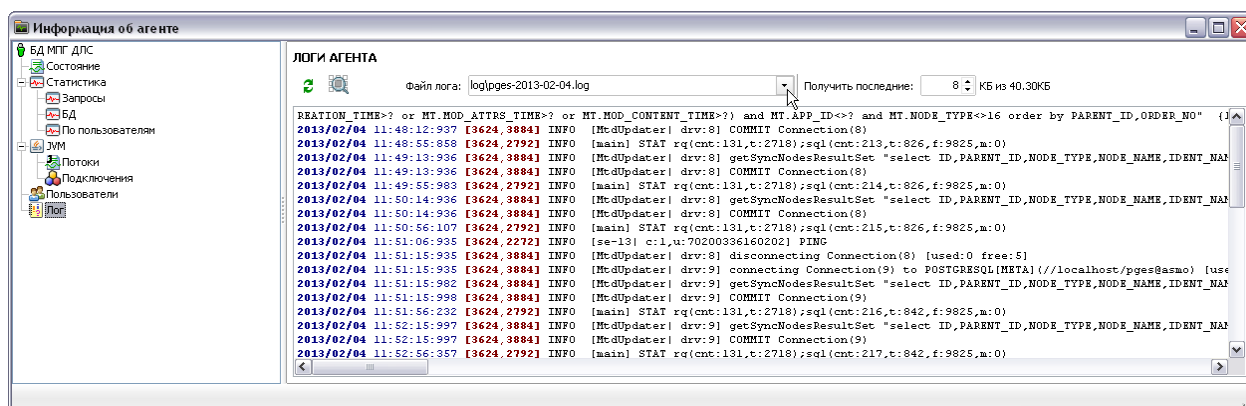 Информация об агенте
БД МПГ ДЛС
Состояние
Статистика
Запросы
БД
По пользователям
JVM
Потоки
Подключения
Пользователи
Лог
ЛОГИ АГЕНТА
Файл лога: log\pges-2013-02-04.log Получить последние: 8 КБ из 40.30КБ
REATION_TIME>? or MT.MOD_ATTRS_TIME>? or MT.MOD_CONTENT_TIME>?) and MT.APP_ID<>? and MT.NODE_TYPE<>16 order by PARENT_ID,ORDER_NO"
2013/02/04 11:48:12:937 [3624,3884] INFO [MtdUpdater| drv:8] COMMIT Connection(8)
2013/02/04 11:48:55:858 [3624,2792] INFO [main] STAT rq(cnt:131,t:2718);sql(cnt:213,t:826,f:9825,m:0)
2013/02/04 11:49:13:936 [3624,3884] INFO [MtdUpdater| drv:8] getSyncNodesResultSet "select ID,PARENT_ID,NODE_TYPE,NODE_NAME,IDENT_NAM
2013/02/04 11:49:13:936 [3624,3884] INFO [MtdUpdater| drv:8] COMMIT Connection(8)
2013/02/04 11:49:55:983 [3624,2792] INFO [main] STAT rq(cnt:131,t:2718);sql(cnt:214,t:826,f:9825,m:0)
2013/02/04 11:50:14:936 [3624,3884] INFO [MtdUpdater| drv:8] getSyncNodesResultSet "select ID,PARENT_ID,NODE_TYPE,NODE_NAME,IDENT_NAM
2013/02/04 11:50:14:936 [3624,3884] INFO [MtdUpdater| drv:8] COMMIT Connection(8)
2013/02/04 11:50:56:107 [3624,2792] INFO [main] STAT rq(cnt:131,t:2718);sql(cnt:215,t:826,f:9825,m:0)
2013/02/04 11:51:06:935 [3624,2272] INFO [se-13| c:1,u:70200336160202] PING
2013/02/04 11:51:15:935 [3624,3884] INFO [MtdUpdater| drv:8] disconnecting Connection(8) [used:0 free:5]
2013/02/04 11:51:15:935 [3624,3884] INFO [MtdUpdater| drv:9] connecting Connection(9) to POSTGRESQL[META](//localhost/pges@asmo) [use
2013/02/04 11:51:15:982 [3624,3884] INFO [MtdUpdater| drv:9] getSyncNodesResultSet "select ID,PARENT_ID,NODE_TYPE,NODE_NAME,IDENT_NAM
2013/02/04 11:51:15:998 [3624,3884] INFO [MtdUpdater| drv:9] COMMIT Connection(9)
2013/02/04 11:51:56:232 [3624,2792] INFO [main] STAT rq(cnt:131,t:2718);sql(cnt:216,t:842,f:9825,m:0)
2013/02/04 11:52:15:997 [3624,3884] INFO [MtdUpdater| drv:9] getSyncNodesResultSet "select ID,PARENT_ID,NODE_TYPE,NODE_NAME,IDENT_NAM
2013/02/04 11:52:15:997 [3624,3884] INFO [MtdUpdater| drv:9] COMMIT Connection(9)
2013/02/04 11:52:56:357 [3624,2792] INFO [main] STAT rq(cnt:131,t:2718);sql(cnt:217,t:842,f:9825,m:0)